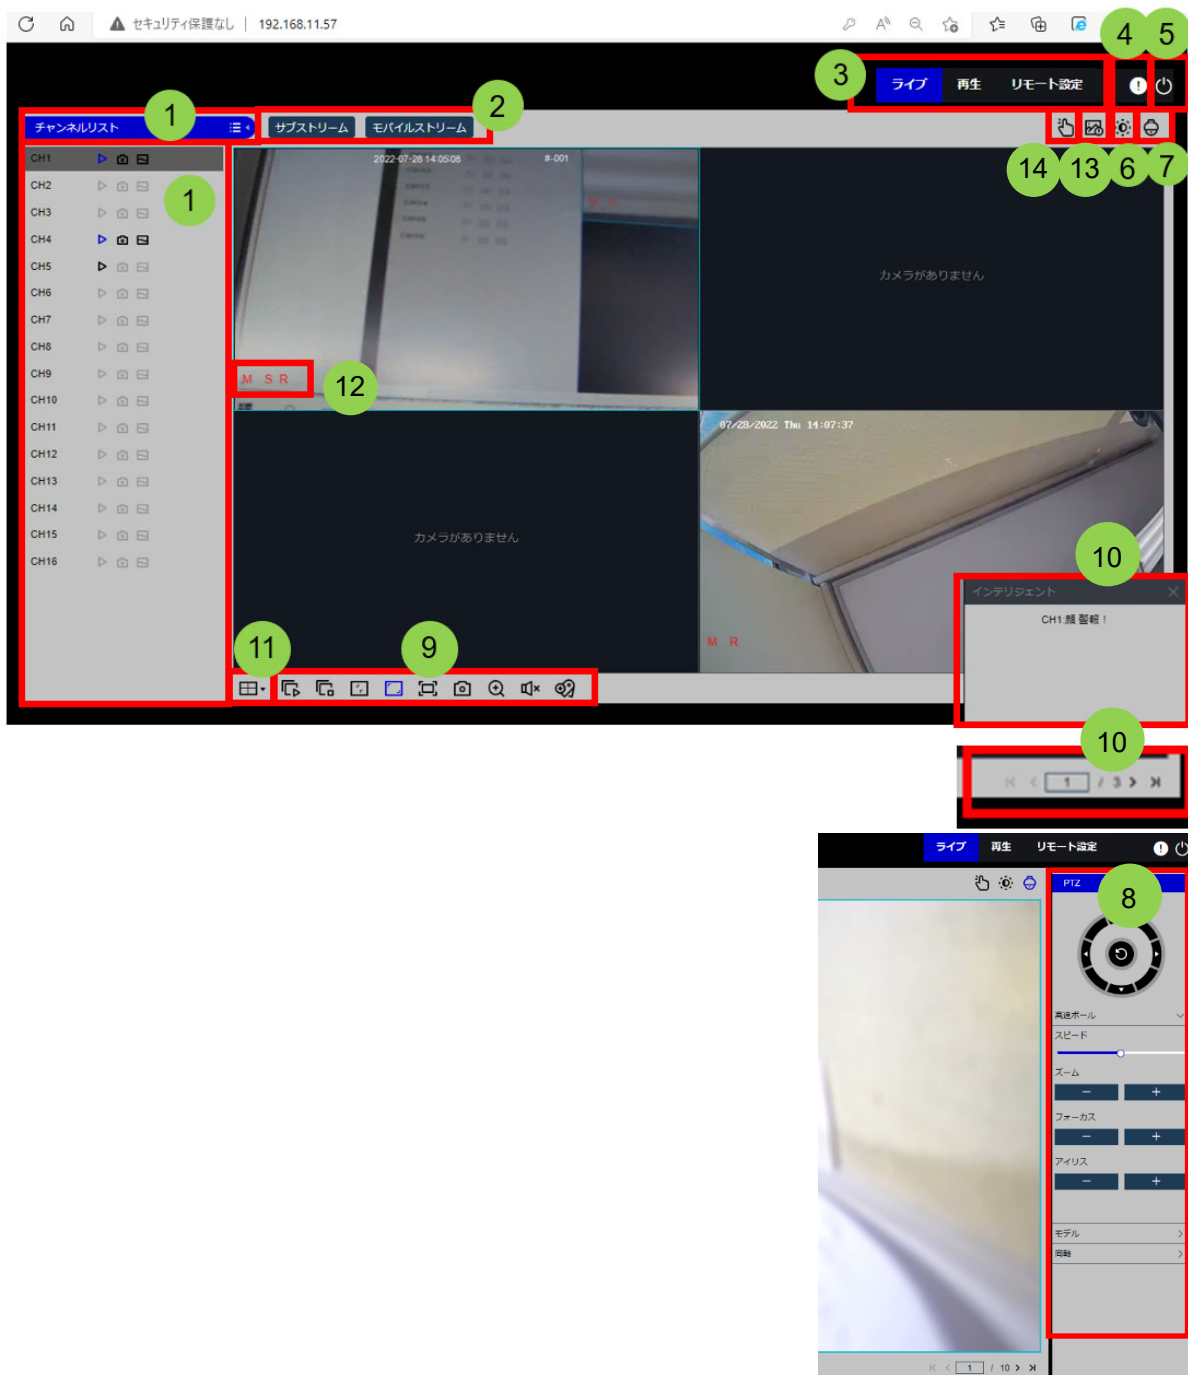 セキュリティ保護なし | 192.168.11.57
4 5
3 ライブ 再生 リモート設定
1 2
チャンネルリスト サブストリーム モバイルストリーム
14 13 6 7
CH1
CH2
CH3
CH4
CH5
CH6
CH7
CH8
CH9
CH10
CH11
CH12
CH13
CH14
CH15
CH16
1
2022-07-28 14:05:08 #-001
カメラがありません
M S R
12
カメラがありません
07/28/2022 Thu 14:07:37
M R
10
インテリジェント
CH1:顔 警報！
11 9
10
1 / 3
ライブ 再生 リモート設定
PTZ
8
高速ボール
スピード
ズーム
− +
フォーカス
− +
アイリス
− +
モデル
同軸
1 / 10